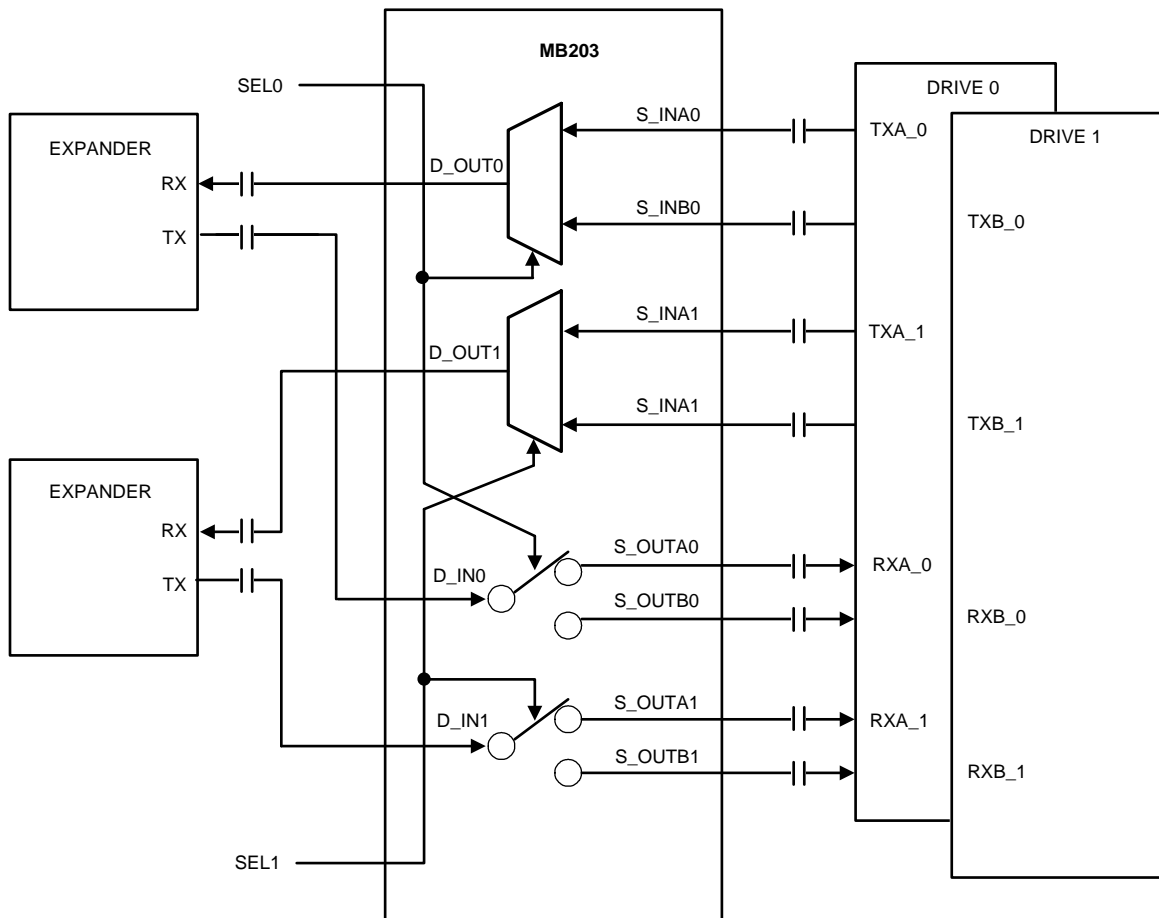 MB203
SEL0
DRIVE 0
S_INA0
TXA_0
DRIVE 1
EXPANDER
D_OUT0
RX
S_INB0
TXB_0
TX
S_INA1
TXA_1
D_OUT1
S_INA1
TXB_1
EXPANDER
RX
S_OUTA0
RXA_0
TX
D_IN0
S_OUTB0
RXB_0
S_OUTA1
D_IN1
RXA_1
S_OUTB1
RXB_1
SEL1